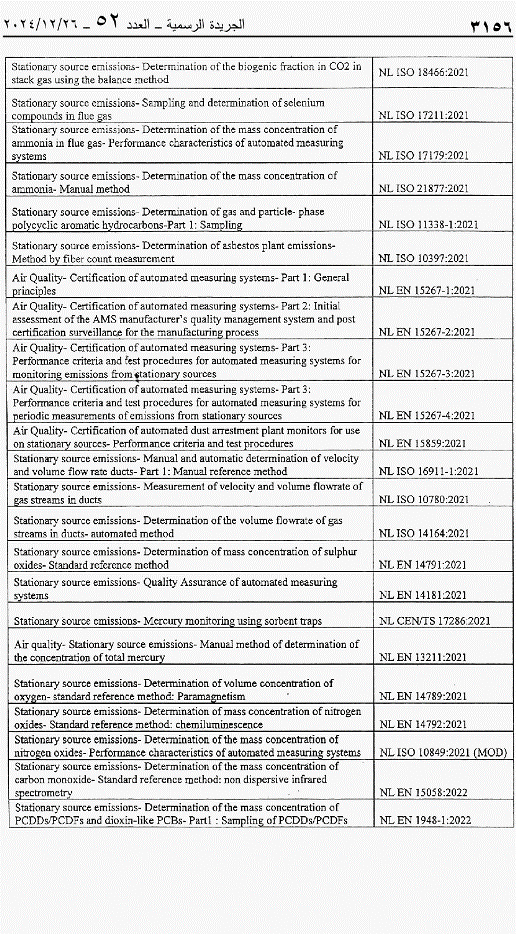 ٣١٥٦ الجريدة الرسمية – العدد ٥٢ – ٢٠٢٤/١٢/٢٦
Stationary source emissions- Determination of the biogenic fraction in CO2 in
stack gas using the balance method
NL ISO 18466:2021
Stationary source emissions- Sampling and determination of selenium
compounds in flue gas
NL ISO 17211:2021
Stationary source emissions- Determination of the mass concentration of
ammonia in flue gas- Performance characteristics of automated measuring
systems
NL ISO 17179:2021
Stationary source emissions- Determination of the mass concentration of
ammonia- Manual method
NL ISO 21877:2021
Stationary source emissions- Determination of gas and particle- phase
polycyclic aromatic hydrocarbons-Part 1: Sampling
NL ISO 11338-1:2021
Stationary source emissions- Determination of asbestos plant emissions-
Method by fiber count measurement
NL ISO 10397:2021
Air Quality- Certification of automated measuring systems- Part 1: General
principles
NL EN 15267-1:2021
Air Quality- Certification of automated measuring systems- Part 2: Initial
assessment of the AMS manufacturer's quality management system and post
certification surveillance for the manufacturing process
NL EN 15267-2:2021
Air Quality- Certification of automated measuring systems- Part 3:
Performance criteria and test procedures for automated measuring systems for
monitoring emissions from stationary sources
NL EN 15267-3:2021
Air Quality- Certification of automated measuring systems- Part 3:
Performance criteria and test procedures for automated measuring systems for
periodic measurements of emissions from stationary sources
NL EN 15267-4:2021
Air Quality- Certification of automated dust arrestment plant monitors for use
on stationary sources- Performance criteria and test procedures
NL EN 15859:2021
Stationary source emissions- Manual and automatic determination of velocity
and volume flow rate ducts- Part 1: Manual reference method
NL ISO 16911-1:2021
Stationary source emissions- Measurement of velocity and volume flowrate of
gas streams in ducts
NL ISO 10780:2021
Stationary source emissions- Determination of the volume flowrate of gas
streams in ducts- automated method
NL ISO 14164:2021
Stationary source emissions- Determination of mass concentration of sulphur
oxides- Standard reference method
NL EN 14791:2021
Stationary source emissions- Quality Assurance of automated measuring
systems
NL EN 14181:2021
Stationary source emissions- Mercury monitoring using sorbent traps
NL CEN/TS 17286:2021
Air quality- Stationary source emissions- Manual method of determination of
the concentration of total mercury
NL EN 13211:2021
Stationary source emissions- Determination of volume concentration of
oxygen- standard reference method: Paramagnetism
NL EN 14789:2021
Stationary source emissions- Determination of mass concentration of nitrogen
oxides- Standard reference method: chemiluminescence
NL EN 14792:2021
Stationary source emissions- Determination of the mass concentration of
nitrogen oxides- Performance characteristics of automated measuring systems
NL ISO 10849:2021 (MOD)
Stationary source emissions- Determination of the mass concentration of
carbon monoxide- Standard reference method: non dispersive infrared
spectrometry
NL EN 15058:2022
Stationary source emissions- Determination of the mass concentration of
PCDDs/PCDFs and dioxin-like PCBs- Part1 : Sampling of PCDDs/PCDFs
NL EN 1948-1:2022